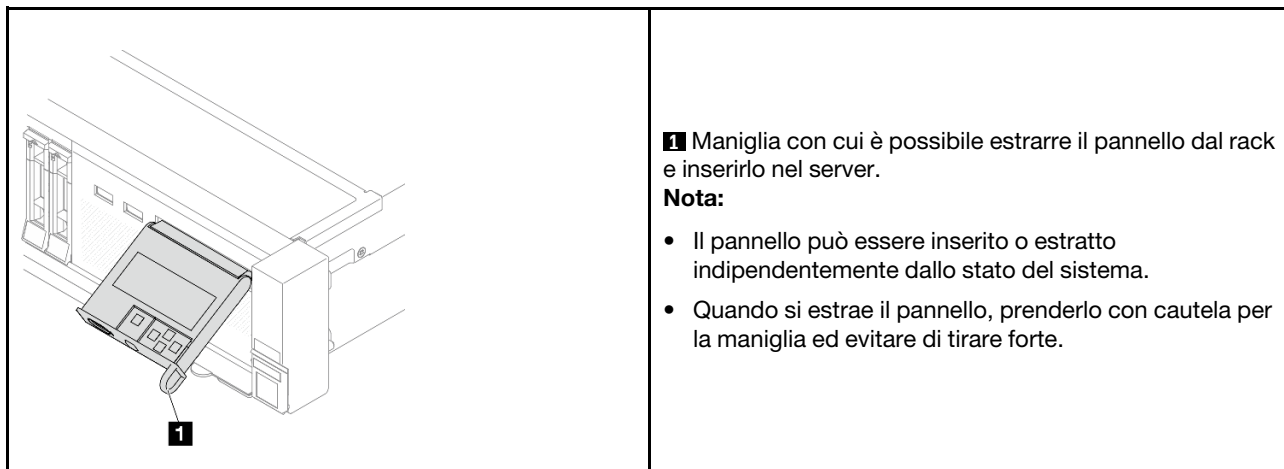 1
1 Maniglia con cui è possibile estrarre il pannello dal rack
e inserirlo nel server.
Nota:
• Il pannello può essere inserito o estratto
indipendentemente dallo stato del sistema.
• Quando si estrae il pannello, prenderlo con cautela per
la maniglia ed evitare di tirare forte.